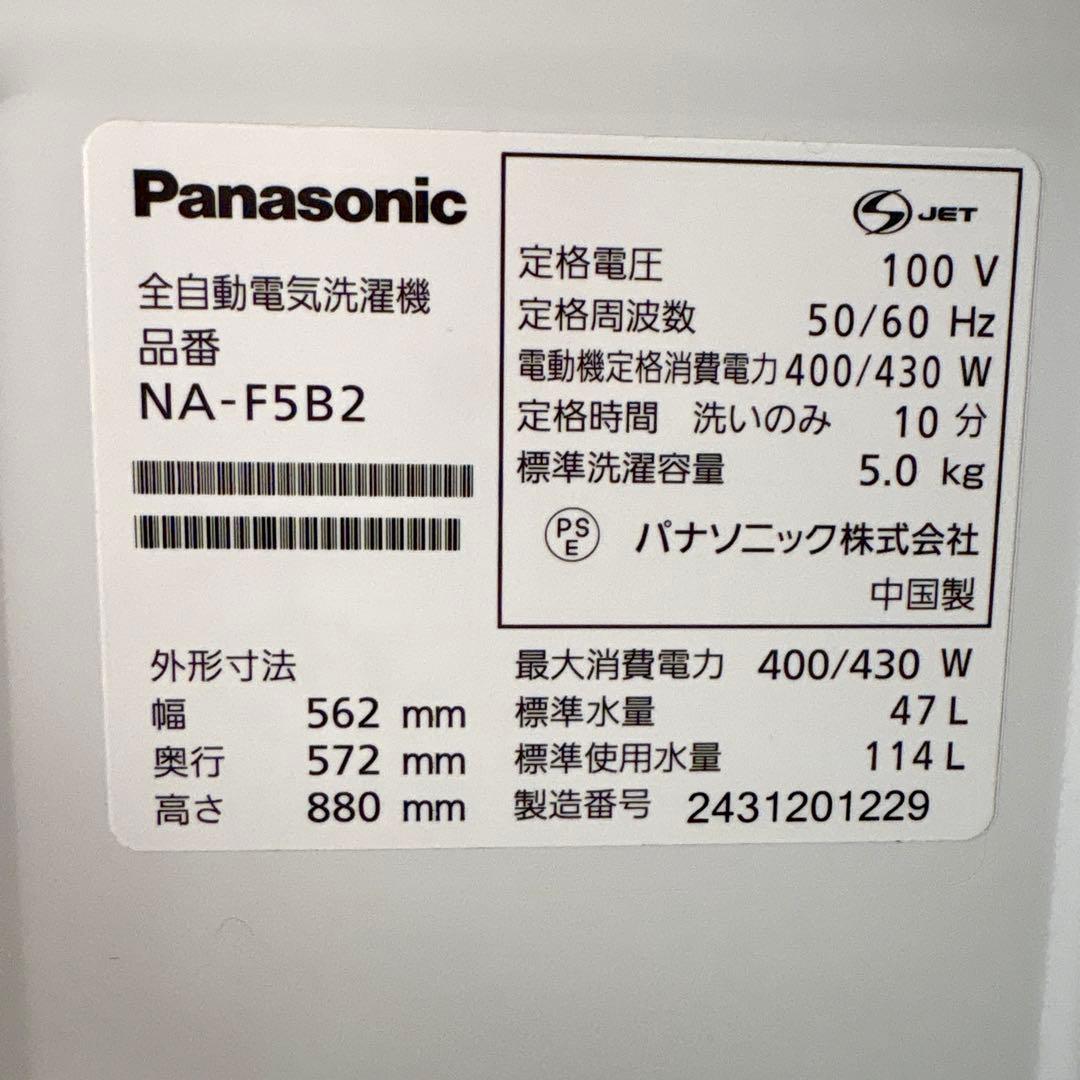 Panasonic
全自動電気洗濯機
品番
NA-F5B2
JET
定格電圧 100 V
定格周波数 50/60 Hz
電動機定格消費電力 400/430 W
定格時間 洗いのみ 10 分
標準洗濯容量 5.0 kg
PS
E パナソニック株式会社
中国製
外形寸法
幅 562 mm
奥行 572 mm
高さ 880 mm
最大消費電力 400/430 W
標準水量 47 L
標準使用水量 114 L
製造番号 2431201229